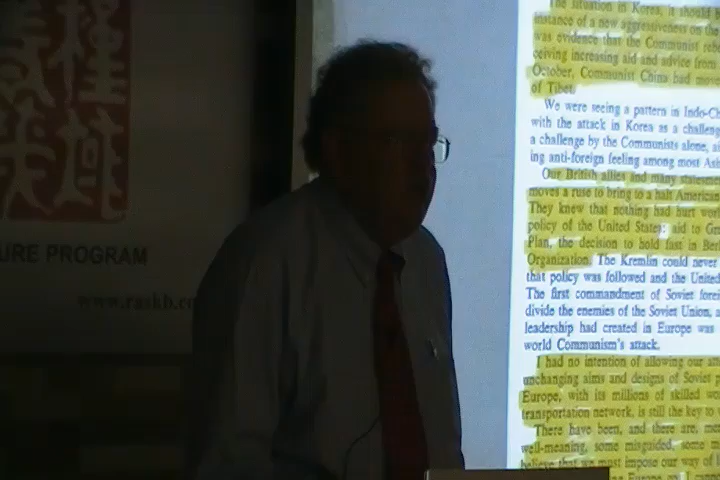 URE PROGRAM
www.raskb.co
The situation in Korea, it should
instance of a new aggressiveness on the
was evidence that the Communist reb
ceiving increasing aid and advice from
October, Communist China had mov
of Tibet.
We were seeing a pattern in Indo-Ch
with the attack in Korea as a challeng
a challenge by the Communists alone, ai
ing anti-foreign feeling among most Asi
Our British allies and many statesmen
moves a ruse to bring to a halt American
They knew that nothing had hurt wor
policy of the United States: aid to Gr
Plan, the decision to hold fast in Ber
Organization. The Kremlin could never
that policy was followed and the United
The first commandment of Soviet forei
divide the enemies of the Soviet Union, a
leadership had created in Europe was
world Communism's attack.
I had no intention of allowing our att
unchanging aims and designs of Soviet p
Europe, with its millions of skilled wo
transportation network, is still the key to w
There have been, and there are, me
well-meaning, some misguided, some
believe that we must impose our way of l